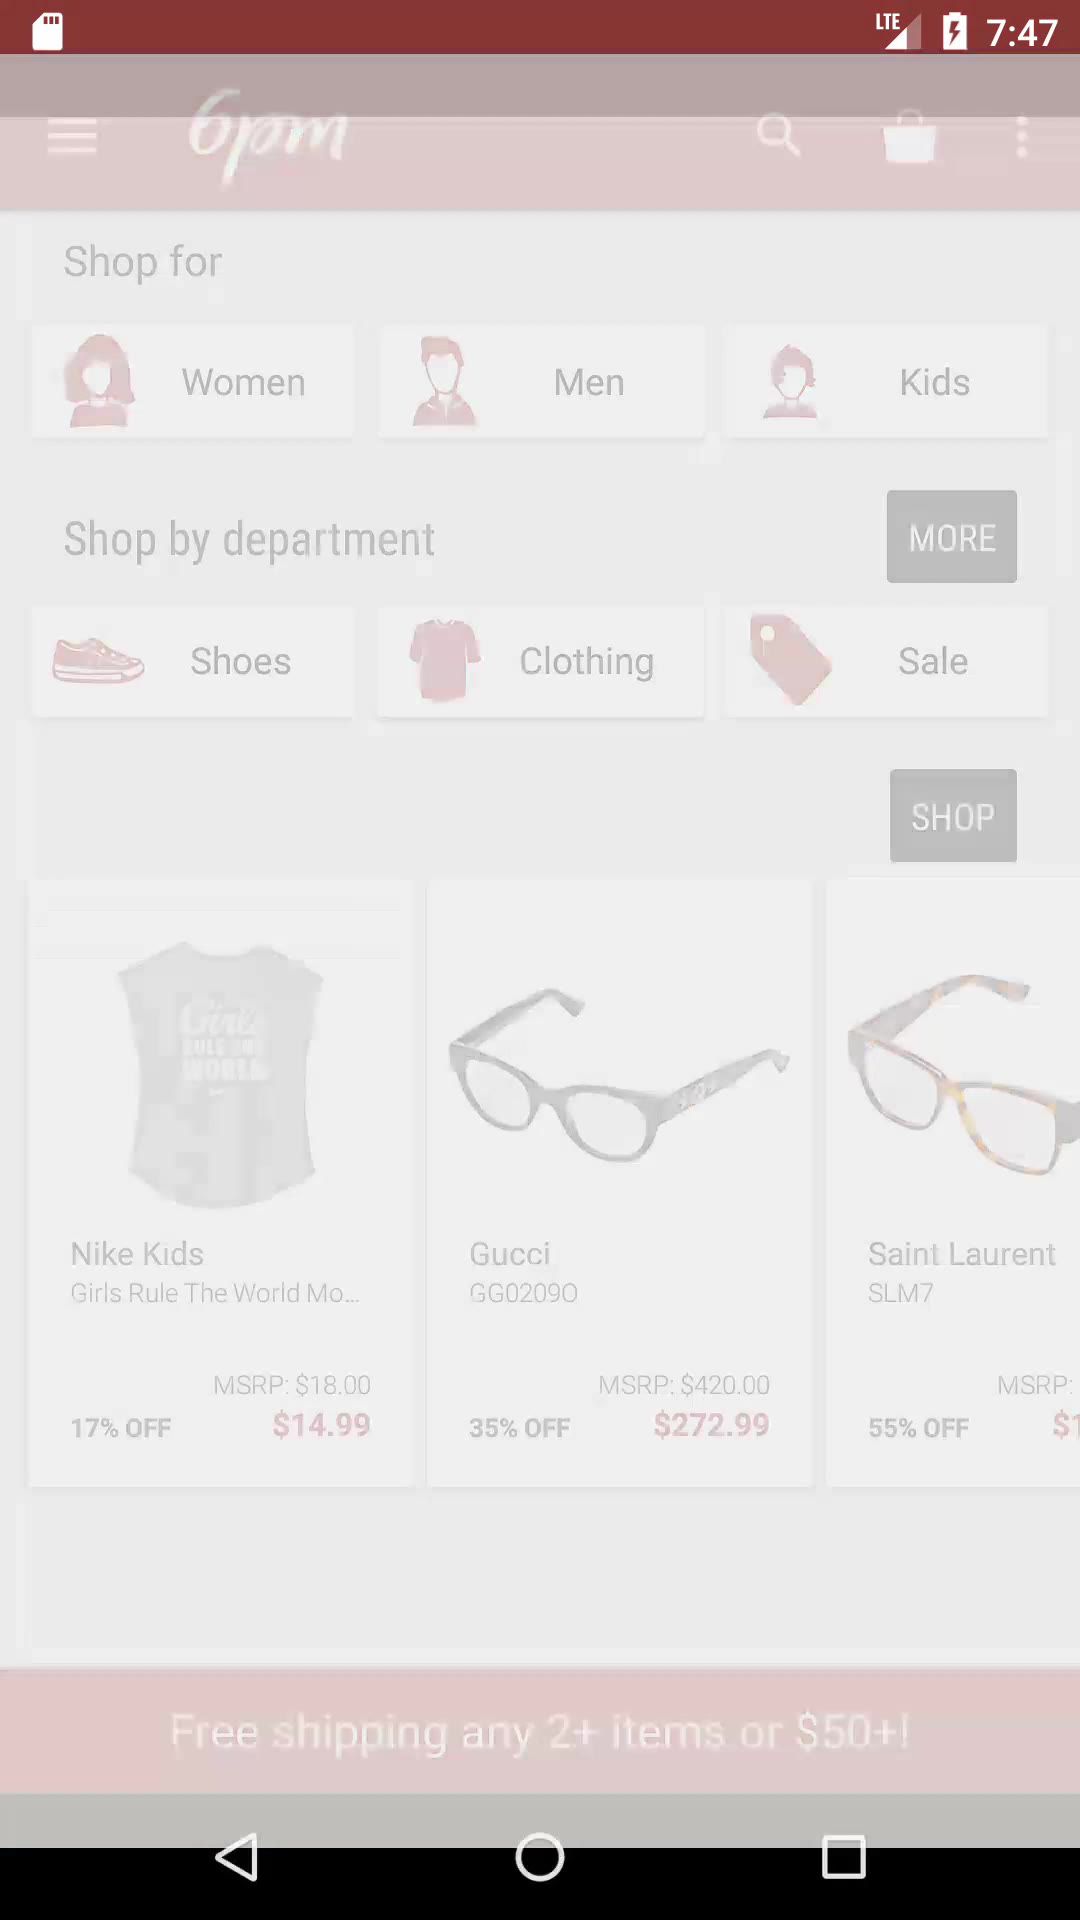 LTE 7:47
6pm
Shop for
Women Men Kids
Shop by department MORE
Shoes Clothing Sale
SHOP
Girls
RULE THE
WORLD
Nike Kids Gucci Saint Laurent
Girls Rule The World Mo... GG0209O SLM7
MSRP: $18.00 MSRP: $420.00 MSRP:
17% OFF $14.99 35% OFF $272.99 55% OFF $1
Free shipping any 2+ items or $50+!